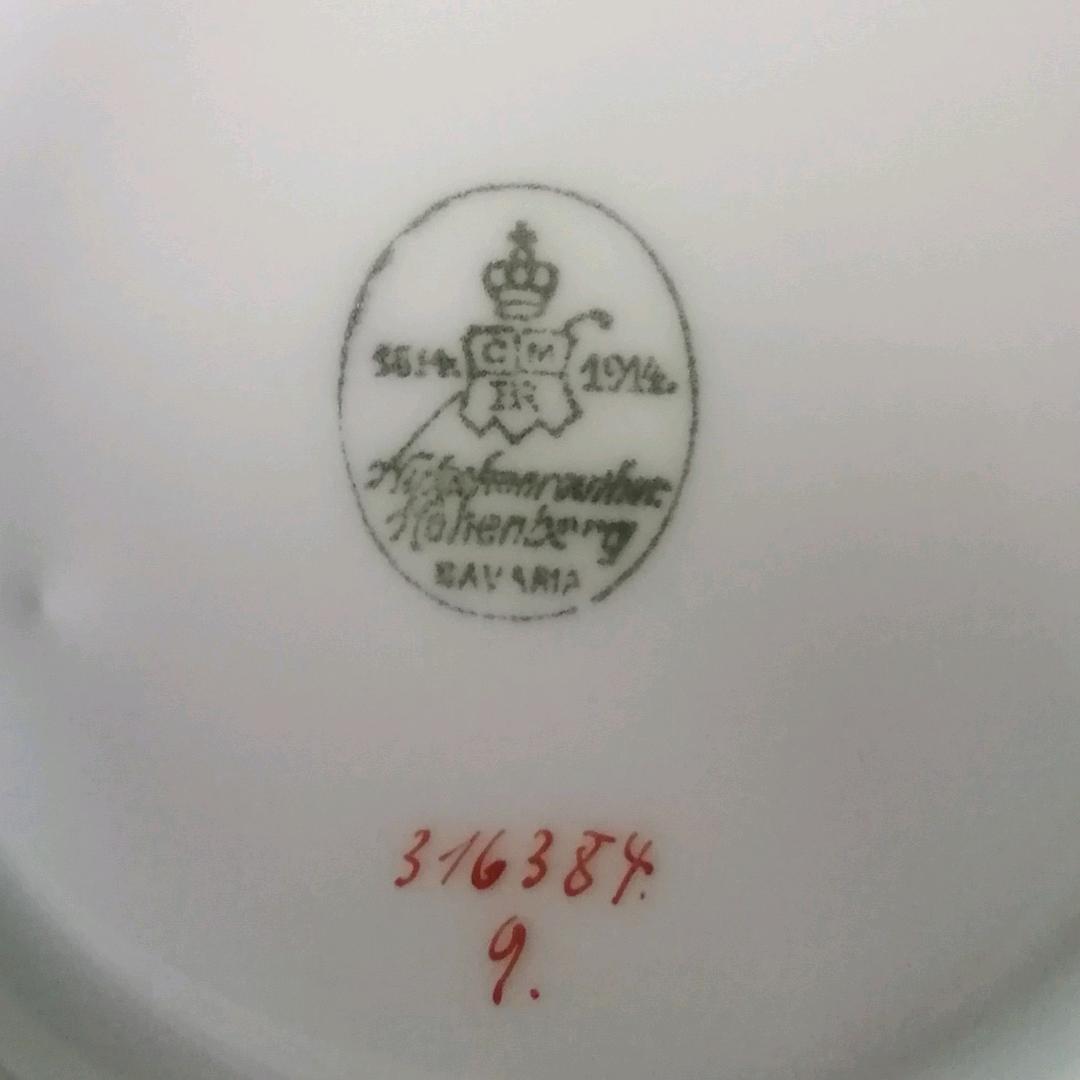 1814. C M 1914.
HR
Hutschenreuther
Hohenberg
BAVARIA
316384.
9.